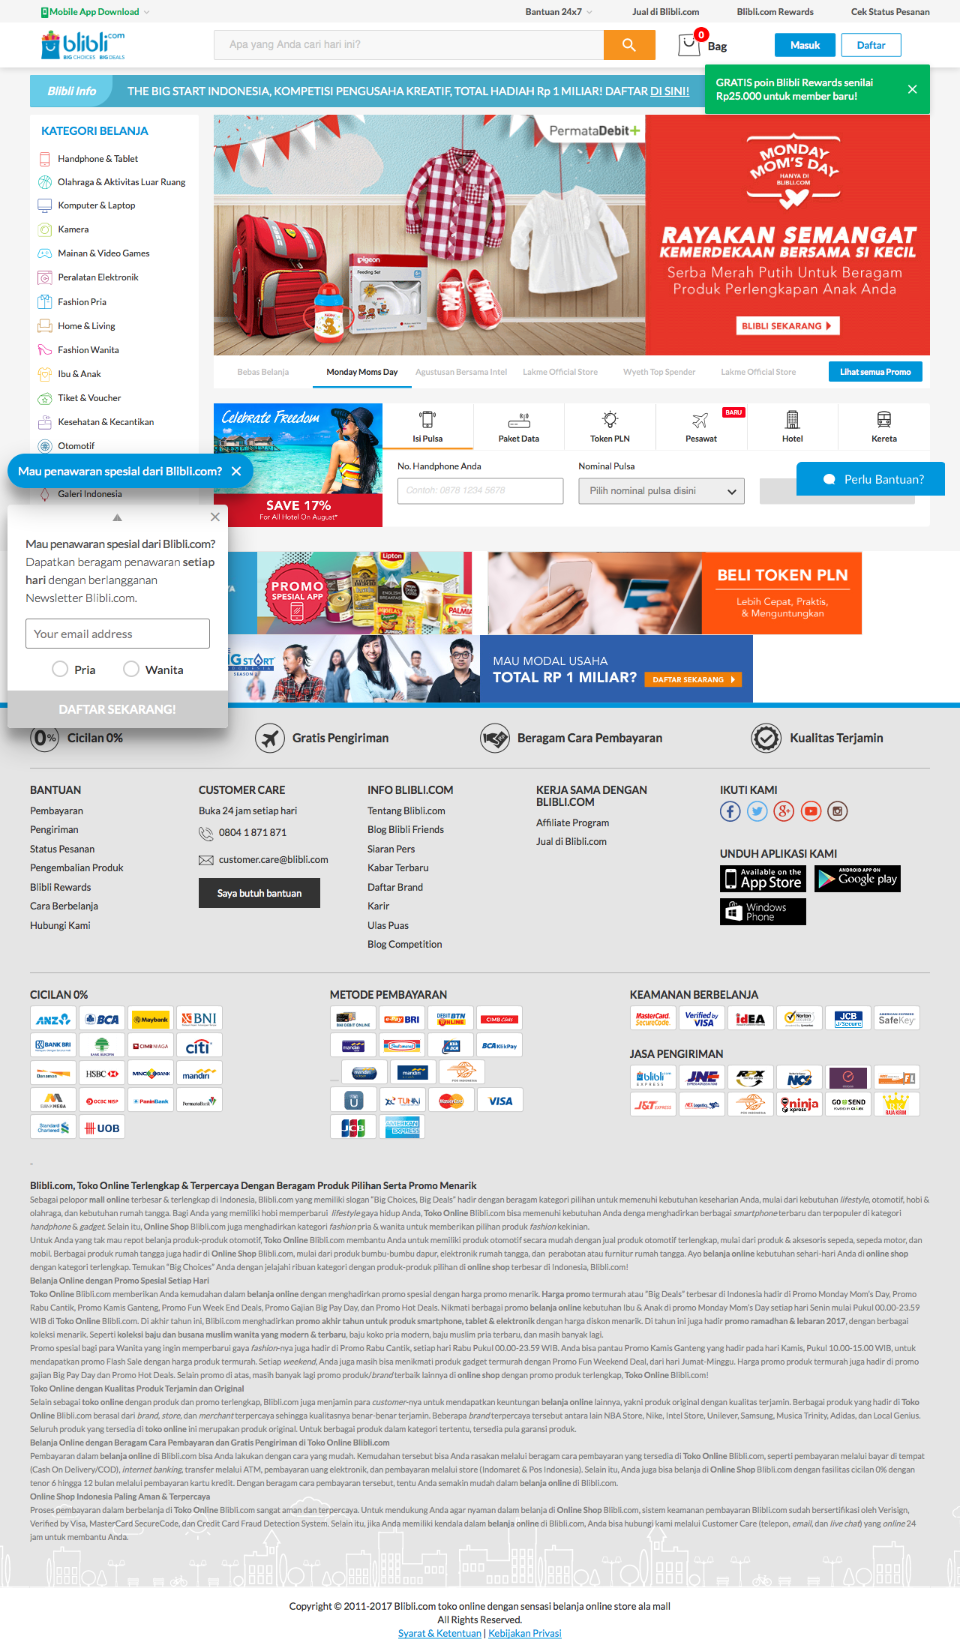 Mobile App Download
Bantuan 24x7
Jual di Blibli.com
Blibli.com Rewards
Cek Status Pesanan
blibli.com
BIG CHOICES, BIG DEALS
Apa yang Anda cari hari ini?
0
Bag
Masuk
Daftar
Blibli Info
THE BIG START INDONESIA, KOMPETISI PENGUSAHA KREATIF, TOTAL HADIAH Rp 1 MILIAR! DAFTAR DI SINI!
GRATIS poin Blibli Rewards senilai
Rp25.000 untuk member baru!
KATEGORI BELANJA
Handphone & Tablet
Olahraga & Aktivitas Luar Ruang
Komputer & Laptop
Kamera
Mainan & Video Games
Peralatan Elektronik
Fashion Pria
Home & Living
Fashion Wanita
Ibu & Anak
Tiket & Voucher
Kesehatan & Kecantikan
Otomotif
Galeri Indonesia
PermataDebit+
MONDAY
MOM'S DAY
HANYA DI
BLIBLI.COM
RAYAKAN SEMANGAT
KEMERDEKAAN BERSAMA SI KECIL
Serba Merah Putih Untuk Beragam
Produk Perlengkapan Anak Anda
BLIBLI SEKARANG
pigeon
Feeding Set
Bebas Belanja
Monday Moms Day
Agustusan Bersama Intel
Lakme Official Store
Wyeth Top Spender
Lakme Official Store
Lihat semua Promo
Celebrate Freedom
SAVE 17%
For All Hotel On August*
Isi Pulsa
Paket Data
Token PLN
BARU
Pesawat
Hotel
Kereta
No. Handphone Anda
Contoh: 0878 1234 5678
Nominal Pulsa
Pilih nominal pulsa disini
Perlu Bantuan?
Mau penawaran spesial dari Blibli.com?
Mau penawaran spesial dari Blibli.com?
Dapatkan beragam penawaran setiap
hari dengan berlangganan
Newsletter Blibli.com.
Your email address
Pria
Wanita
DAFTAR SEKARANG!
PROMO
SPESIAL APP
Lipton
BELI TOKEN PLN
Lebih Cepat, Praktis,
& Menguntungkan
MAU MODAL USAHA
TOTAL RP 1 MILIAR?
DAFTAR SEKARANG
0%
Cicilan 0%
Gratis Pengiriman
Beragam Cara Pembayaran
Kualitas Terjamin
BANTUAN
Pembayaran
Pengiriman
Status Pesanan
Pengembalian Produk
Blibli Rewards
Cara Berbelanja
Hubungi Kami
CUSTOMER CARE
Buka 24 jam setiap hari
0804 1 871 871
customer.care@blibli.com
Saya butuh bantuan
INFO BLIBLI.COM
Tentang Blibli.com
Blog Blibli Friends
Siaran Pers
Kabar Terbaru
Daftar Brand
Karir
Ulas Puas
Blog Competition
KERJA SAMA DENGAN
BLIBLI.COM
Affiliate Program
Jual di Blibli.com
IKUTI KAMI
UNDUH APLIKASI KAMI
Available on the
App Store
ANDROID APP ON
Google play
Windows
Phone
CICILAN 0%
ANZ
BCA
Maybank
BNI
BANK BRI
CIMB NIAGA
citi
Danamon
HSBC
MNC BANK
mandiri
BANK MEGA
OCBC NISP
PaninBank
PermataBank
Standard
Chartered
UOB
METODE PEMBAYARAN
e-Pay BRI
DEBIT BTN
ONLINE
CIMB Clicks
mandiri
BCA KlikPay
mandiri
MasterCard
VISA
JCB
AMERICAN
EXPRESS
KEAMANAN BERBELANJA
MasterCard.
SecureCode.
Verified by
VISA
idEA
Norton
JCB
J/Secure
SafeKey
JASA PENGIRIMAN
blibli
EXPRESS
JNE
RPX
NCS
J&T EXPRESS
ninja
xpress
GO SEND
RAJA KIRIM
-
Blibli.com, Toko Online Terlengkap & Terpercaya Dengan Beragam Produk Pilihan Serta Promo Menarik
Sebagai pelopor mall online terbesar & terlengkap di Indonesia, Blibli.com yang memiliki slogan "Big Choices, Big Deals" hadir dengan beragam kategori pilihan untuk memenuhi kebutuhan keseharian Anda, mulai dari kebutuhan lifestyle, otomotif, hobi &
olahraga, dan kebutuhan rumah tangga. Bagi Anda yang memiliki hobi memperbarui lifestyle gaya hidup Anda, Toko Online Blibli.com bisa memenuhi kebutuhan Anda denga menghadirkan berbagai smartphone terbaru dan terpopuler di kategori
handphone & gadget. Selain itu, Online Shop Blibli.com juga menghadirkan kategori fashion pria & wanita untuk memberikan pilihan produk fashion kekinian.
Untuk Anda yang tak mau repot belanja produk-produk otomotif, Toko Online Blibli.com membantu Anda untuk memiliki produk otomotif secara mudah dengan jual produk otomotif terlengkap, mulai dari produk & aksesoris sepeda, sepeda motor, dan
mobil. Berbagai produk rumah tangga juga hadir di Online Shop Blibli.com, mulai dari produk bumbu-bumbu dapur, elektronik rumah tangga, dan perabotan atau furnitur rumah tangga. Ayo belanja online kebutuhan sehari-hari Anda di online shop
dengan kategori terlengkap. Temukan "Big Choices" Anda dengan jelajahi ribuan kategori dengan produk-produk pilihan di online shop terbesar di Indonesia, Blibli.com!
Belanja Online dengan Promo Spesial Setiap Hari
Toko Online Blibli.com memberikan Anda kemudahan dalam belanja online dengan menghadirkan promo spesial dengan harga promo menarik. Harga promo termurah atau "Big Deals" terbesar di Indonesia hadir di Promo Monday Mom's Day, Promo
Rabu Cantik, Promo Kamis Ganteng, Promo Fun Week End Deals, Promo Gajian Big Pay Day, dan Promo Hot Deals. Nikmati berbagai promo belanja online kebutuhan Ibu & Anak di promo Monday Mom's Day setiap hari Senin mulai Pukul 00.00-23.59
WIB di Toko Online Blibli.com. Di akhir tahun ini, Blibli.com menghadirkan promo akhir tahun untuk produk smartphone, tablet & elektronik dengan harga diskon menarik. Di tahun ini juga hadir promo ramadhan & lebaran 2017, dengan berbagai
koleksi menarik. Seperti koleksi baju dan busana muslim wanita yang modern & terbaru, baju koko pria modern, baju muslim pria terbaru, dan masih banyak lagi.
Promo spesial bagi para Wanita yang ingin memperbarui gaya fashion-nya juga hadir di Promo Rabu Cantik, setiap hari Rabu Pukul 00.00-23.59 WIB. Anda bisa pantau Promo Kamis Ganteng yang hadir pada hari Kamis, Pukul 10.00-15.00 WIB, untuk
mendapatkan promo Flash Sale dengan harga produk termurah. Setiap weekend, Anda juga masih bisa menikmati produk gadget termurah dengan Promo Fun Weekend Deal, dari hari Jumat-Minggu. Harga promo produk termurah juga hadir di promo
gajian Big Pay Day dan Promo Hot Deals. Selain promo di atas, masih banyak lagi promo produk/brand terbaik lainnya di online shop dengan promo produk terlengkap, Toko Online Blibli.com!
Toko Online dengan Kualitas Produk Terjamin dan Original
Selain sebagai toko online dengan produk dan promo terlengkap, Blibli.com juga menjamin para customer-nya untuk mendapatkan keuntungan belanja online lainnya, yakni produk original dengan kualitas terjamin. Berbagai produk yang hadir di Toko
Online Blibli.com berasal dari brand, store, dan merchant terpercaya sehingga kualitasnya benar-benar terjamin. Beberapa brand terpercaya tersebut antara lain NBA Store, Nike, Intel Store, Unilever, Samsung, Musica Trinity, Adidas, dan Local Genius.
Seluruh produk yang tersedia di toko online ini merupakan produk original. Untuk berbagai produk dalam kategori tertentu, tersedia pula garansi produk.
Belanja Online dengan Beragam Cara Pembayaran dan Gratis Pengiriman di Toko Online Blibli.com
Pembayaran dalam belanja online di Blibli.com bisa Anda lakukan dengan cara yang mudah. Kemudahan tersebut bisa Anda rasakan melalui beragam cara pembayaran yang tersedia di Toko Online Blibli.com, seperti pembayaran melalui bayar di tempat
(Cash On Delivery/COD), internet banking, transfer melalui ATM, pembayaran uang elektronik, dan pembayaran melalui store (Indomaret & Pos Indonesia). Selain itu, Anda juga bisa belanja di Online Shop Blibli.com dengan fasilitas cicilan 0% dengan
tenor 6 hingga 12 bulan melalui pembayaran kartu kredit. Dengan beragam cara pembayaran tersebut, tentu Anda semakin mudah dalam belanja online di Blibli.com.
Online Shop Indonesia Paling Aman & Terpercaya
Proses pembayaran dalam berbelanja di Toko Online Blibli.com sangat aman dan terpercaya. Untuk mendukung Anda agar nyaman dalam belanja di Online Shop Blibli.com, sistem keamanan pembayaran Blibli.com sudah bersertifikasi oleh Verisign,
Verified by Visa, MasterCard SecureCode, dan Credit Card Fraud Detection System. Selain itu, jika Anda memiliki kendala dalam belanja online di Blibli.com, Anda bisa hubungi kami melalui Customer Care (telepon, email, dan live chat) yang online 24
jam untuk membantu Anda.
Copyright © 2011-2017 Blibli.com toko online dengan sensasi belanja online store ala mall
All Rights Reserved.
Syarat & Ketentuan | Kebijakan Privasi